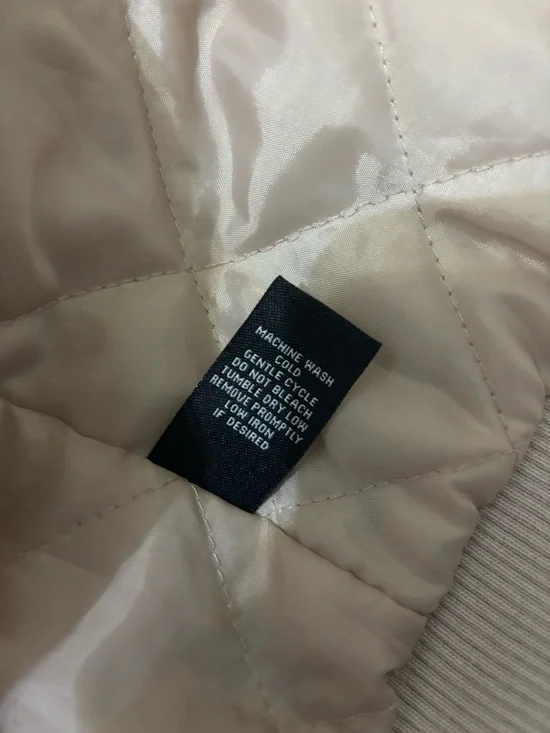 MACHINE WASH
COLD
GENTLE CYCLE
DO NOT BLEACH
TUMBLE DRY LOW
REMOVE PROMPTLY
LOW IRON
IF DESIRED